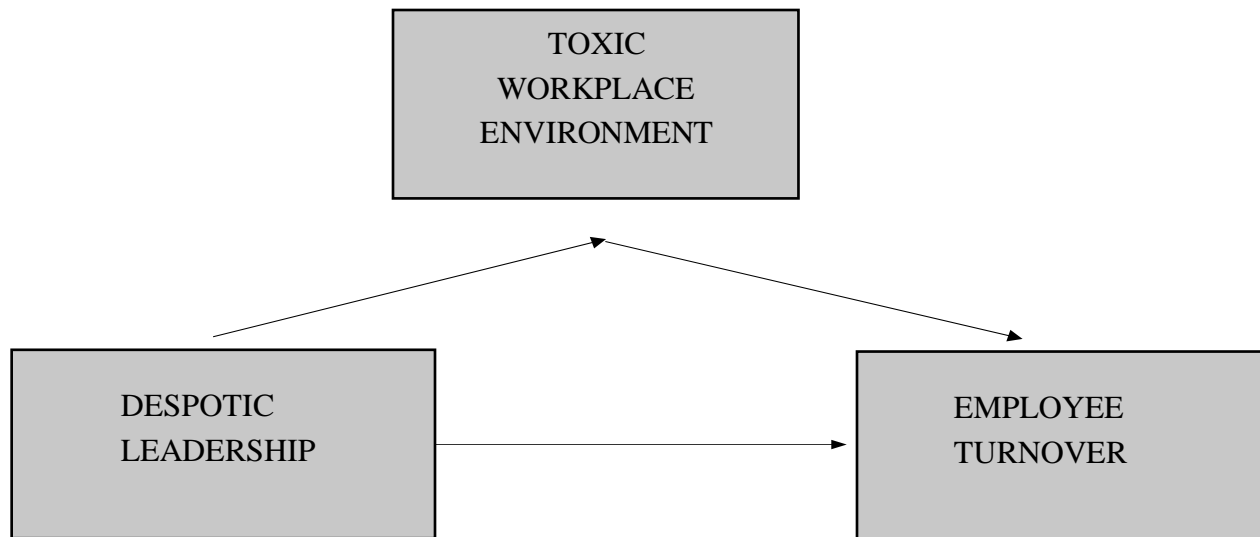 TOXIC
WORKPLACE
ENVIRONMENT
DESPOTIC
LEADERSHIP
EMPLOYEE
TURNOVER